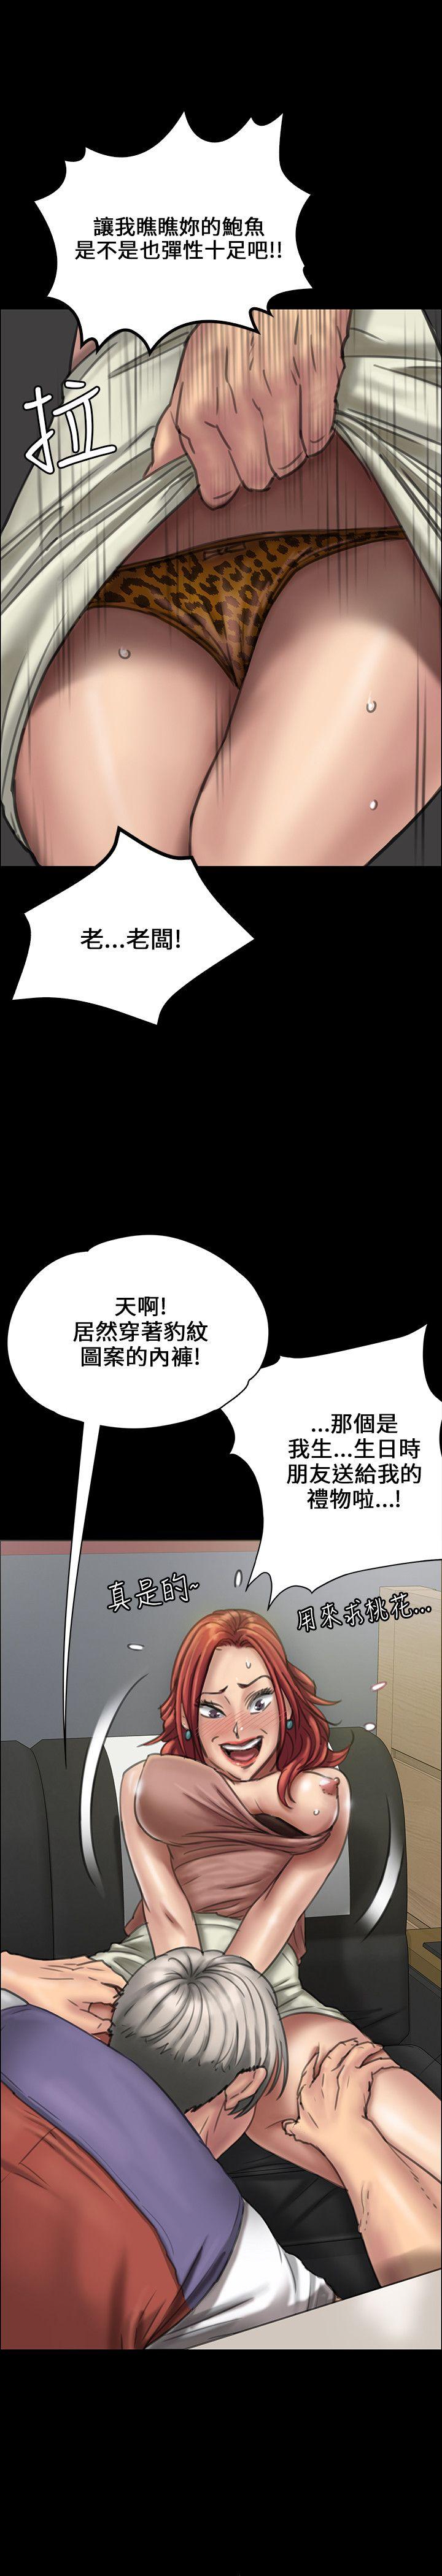 讓我瞧瞧妳的鮑魚
是不是也彈性十足吧!!
拉
老...老闆!
天啊!
居然穿著豹紋
圖案的內褲!
...那個是
我生...生日時
朋友送給我的
禮物啦...!
真是的~
用來求桃花...